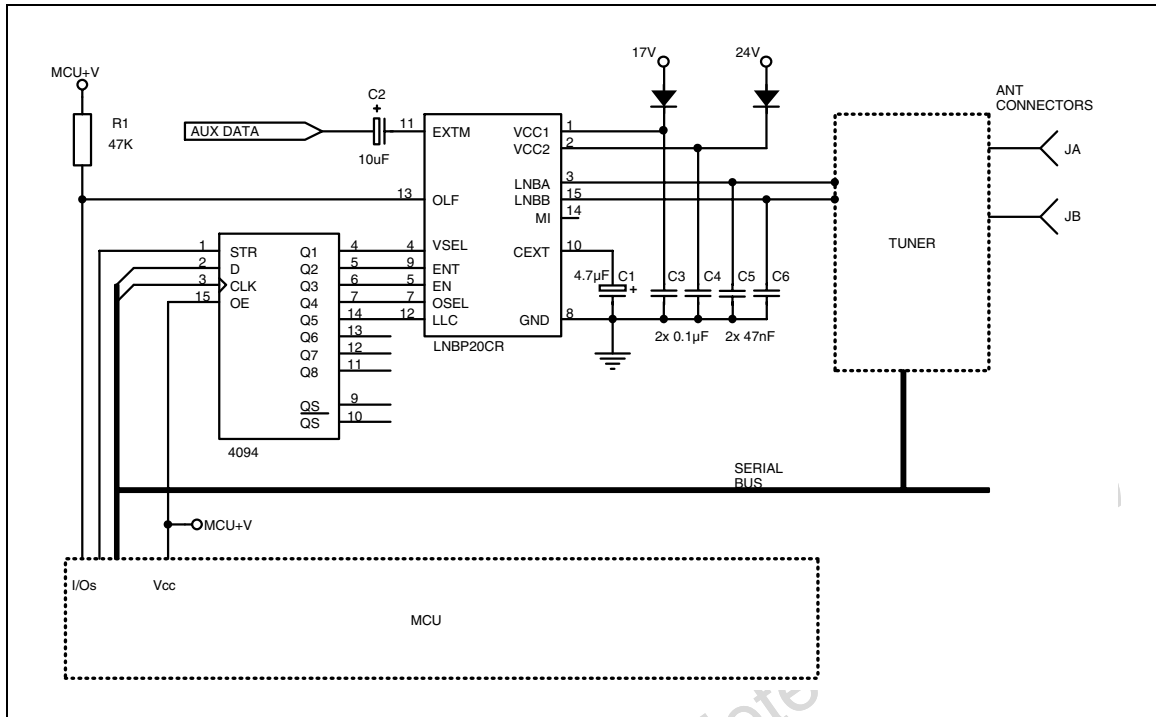 17V
24V
MCU+V
ANT
CONNECTORS
C2
+
R1
47K
AUX DATA
11
EXTM
VCC1
1
10uF
VCC2
2
JA
LNBA
3
13
OLF
LNBB
15
MI
14
JB
TUNER
1
STR
Q1
4
4
VSEL
CEXT
10
2
D
Q2
5
9
ENT
3
CLK
Q3
6
5
EN
4.7µF
C1
C3
C4
C5
C6
+
15
OE
Q4
7
7
OSEL
Q5
14
12
LLC
GND
8
Q6
13
2x 0.1µF
2x 47nF
Q7
12
LNBP20CR
Q8
11
QS
9
QS
10
4094
SERIAL
BUS
MCU+V
I/Os
Vcc
MCU